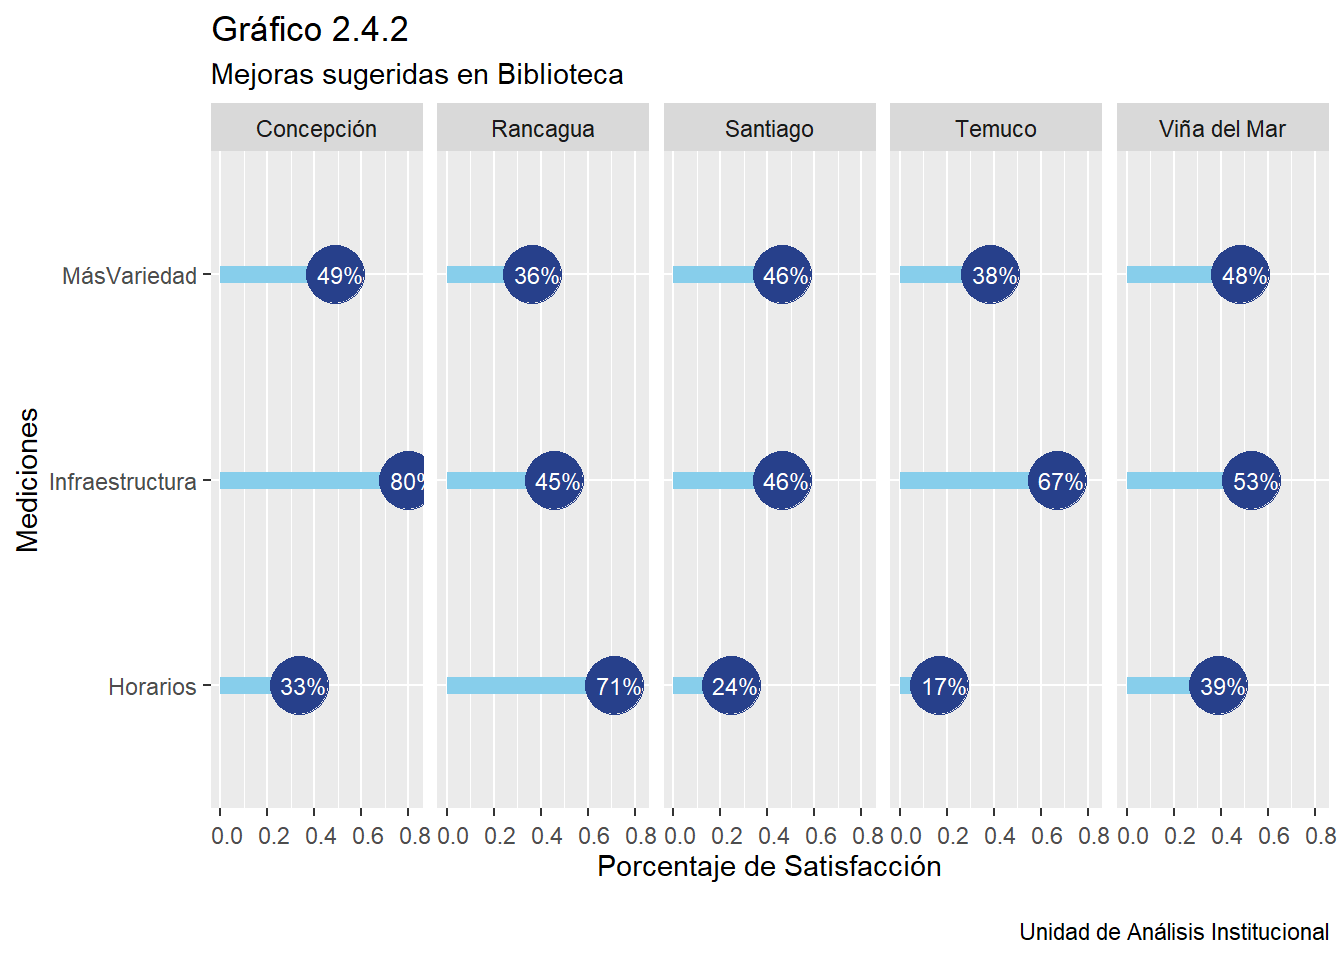 Gráfico 2.4.2
Mejoras sugeridas en Biblioteca
Concepción Rancagua Santiago Temuco Viña del Mar
MásVariedad 49% 36% 46% 38% 48%
Infraestructura 80% 45% 46% 67% 53%
Horarios 33% 71% 24% 17% 39%
Mediciones
0.0 0.2 0.4 0.6 0.8 0.0 0.2 0.4 0.6 0.8 0.0 0.2 0.4 0.6 0.8 0.0 0.2 0.4 0.6 0.8 0.0 0.2 0.4 0.6 0.8
Porcentaje de Satisfacción
Unidad de Análisis Institucional